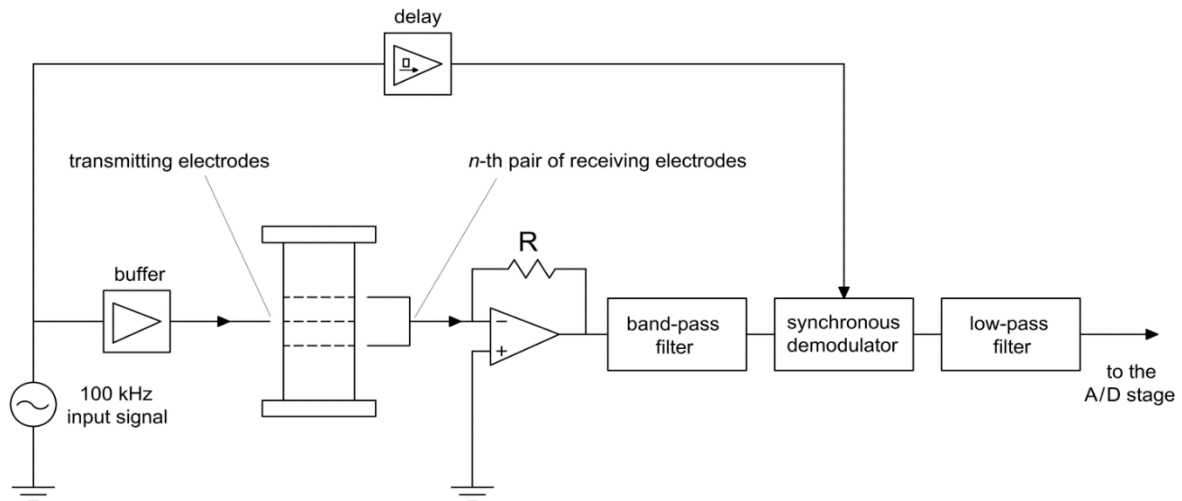 delay
transmitting electrodes
n-th pair of receiving electrodes
buffer
R
−
+
band-pass
filter
synchronous
demodulator
low-pass
filter
100 kHz
input signal
to the
A/D stage